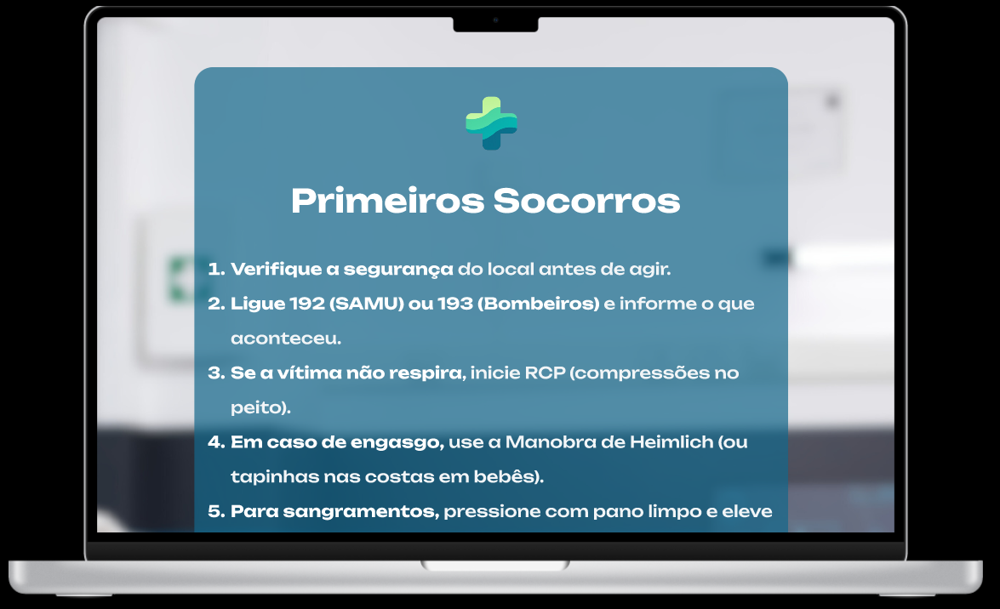 Primeiros Socorros
1. Verifique a segurança do local antes de agir.
2. Ligue 192 (SAMU) ou 193 (Bombeiros) e informe o que
aconteceu.
3. Se a vítima não respira, inicie RCP (compressões no
peito).
4. Em caso de engasgo, use a Manobra de Heimlich (ou
tapinhas nas costas em bebês).
5. Para sangramentos, pressione com pano limpo e eleve